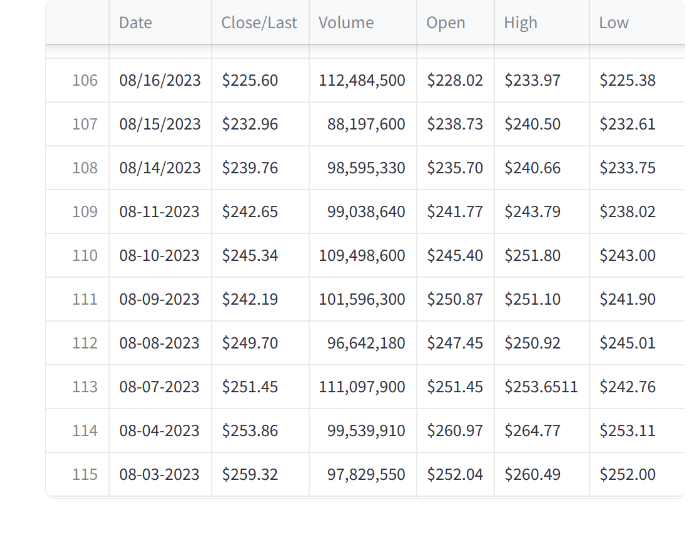 Date Close/Last Volume Open High Low
106 08/16/2023 $225.60 112,484,500 $228.02 $233.97 $225.38
107 08/15/2023 $232.96 88,197,600 $238.73 $240.50 $232.61
108 08/14/2023 $239.76 98,595,330 $235.70 $240.66 $233.75
109 08-11-2023 $242.65 99,038,640 $241.77 $243.79 $238.02
110 08-10-2023 $245.34 109,498,600 $245.40 $251.80 $243.00
111 08-09-2023 $242.19 101,596,300 $250.87 $251.10 $241.90
112 08-08-2023 $249.70 96,642,180 $247.45 $250.92 $245.01
113 08-07-2023 $251.45 111,097,900 $251.45 $253.6511 $242.76
114 08-04-2023 $253.86 99,539,910 $260.97 $264.77 $253.11
115 08-03-2023 $259.32 97,829,550 $252.04 $260.49 $252.00